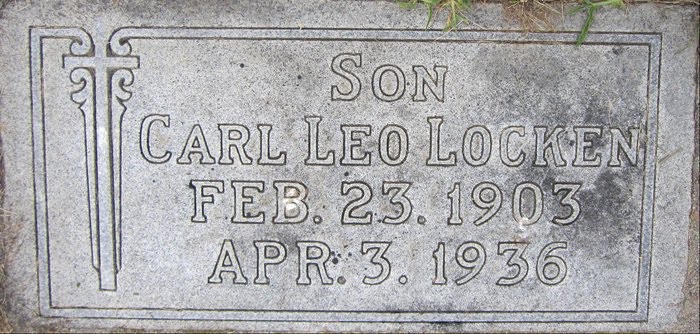 SON
CARL LEO LOCKEN
FEB. 23. 1903
APR. 3. 1936